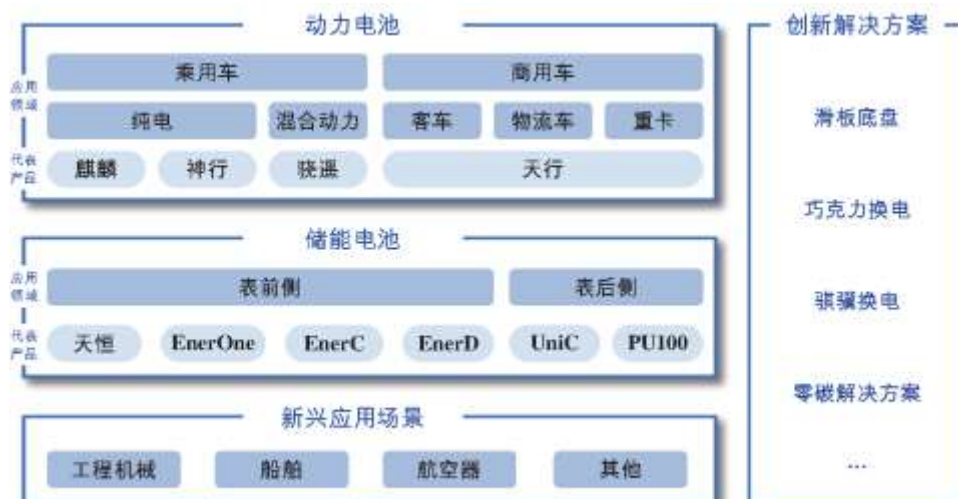 动力电池
应用领域
乘用车
商用车
纯电
混合动力
客车
物流车
重卡
代表产品
麒麟
神行
骁遥
天行
储能电池
应用领域
表前侧
表后侧
代表产品
天恒
EnerOne
EnerC
EnerD
UniC
PU100
新兴应用场景
工程机械
船舶
航空器
其他
创新解决方案
滑板底盘
巧克力换电
骐骥换电
零碳解决方案
...